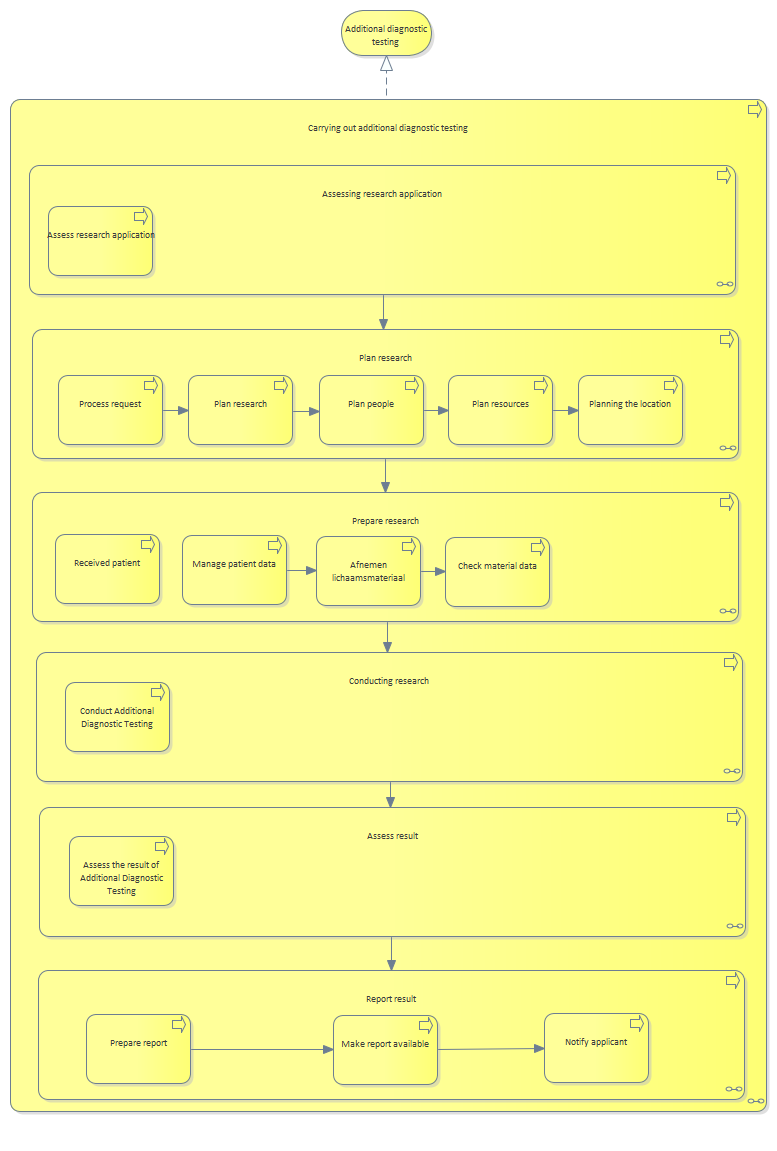 Additional diagnostic
testing
Carrying out additional diagnostic testing
Assessing research application
Assess research application
Plan research
Process request
Plan research
Plan people
Plan resources
Planning the location
Prepare research
Received patient
Manage patient data
Afnemen
lichaamsmateriaal
Check material data
Conducting research
Conduct Additional
Diagnostic Testing
Assess result
Assess the result of
Additional Diagnostic
Testing
Report result
Prepare report
Make report available
Notify applicant